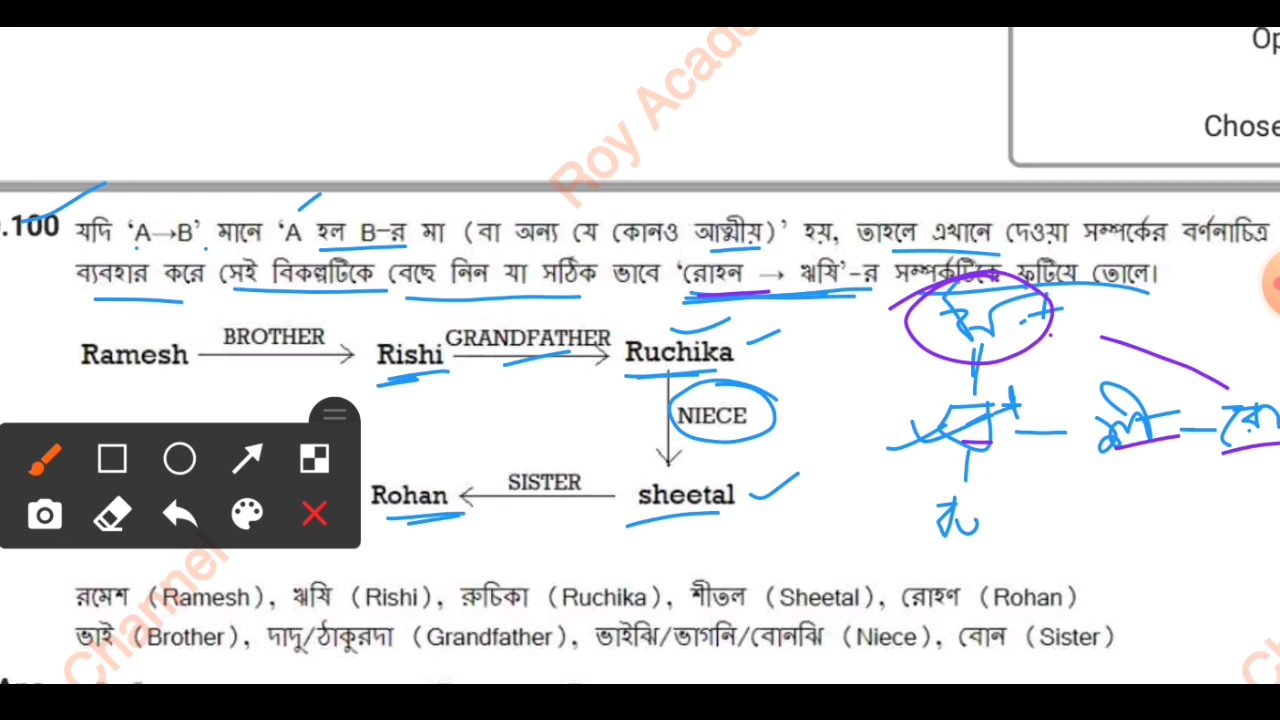 Op
Roy Acade
Chose
.100 যদি ‘A→B’ মানে ‘A হল B-র মা (বা অন্য যে কোনও আত্মীয়)’ হয়, তাহলে এখানে দেওয়া সম্পর্কের বর্ণনাচিত্র
ব্যবহার করে সেই বিকল্পটিকে বেছে নিন যা সঠিক ভাবে ‘রোহন → ঋষি’-র সম্পর্কটিকে ফুটিয়ে তোলে।
BROTHER GRANDFATHER
Ramesh Rishi Ruchika
NIECE
SISTER
Rohan sheetal
রমেশ (Ramesh), ঋষি (Rishi), রুচিকা (Ruchika), শীতল (Sheetal), রোহণ (Rohan)
ভাই (Brother), দাদু/ঠাকুরদা (Grandfather), ভাইঝি/ভাগনি/বোনঝি (Niece), বোন (Sister)
Channel